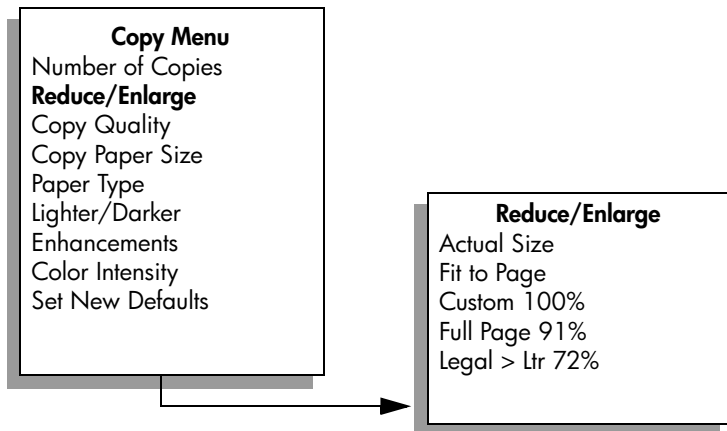 Copy Menu
Number of Copies
Reduce/Enlarge
Copy Quality
Copy Paper Size
Paper Type
Lighter/Darker
Enhancements
Color Intensity
Set New Defaults
Reduce/Enlarge
Actual Size
Fit to Page
Custom 100%
Full Page 91%
Legal > Ltr 72%